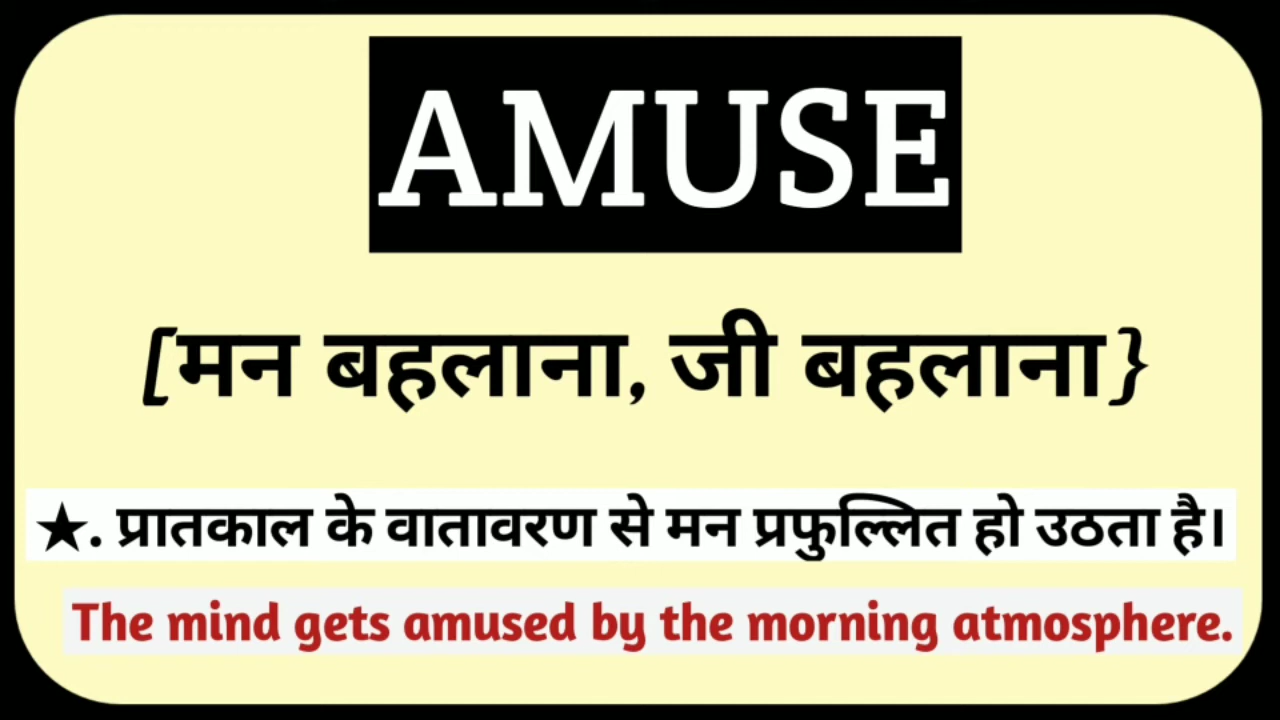 AMUSE
[मन बहलाना, जी बहलाना}
★. प्रातकाल के वातावरण से मन प्रफुल्लित हो उठता है।
The mind gets amused by the morning atmosphere.